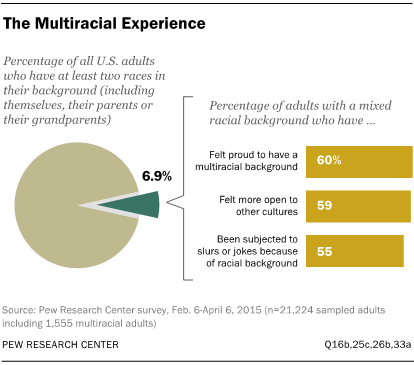 The Multiracial Experience
Percentage of all U.S. adults
who have at least two races in
their background (including
themselves, their parents or
their grandparents)
6.9%
Percentage of adults with a mixed
racial background who have ...
Felt proud to have a
multiracial background
60%
Felt more open to
other cultures
59
Been subjected to
slurs or jokes because
of racial background
55
Source: Pew Research Center survey, Feb. 6-April 6, 2015 (n=21,224 sampled adults
including 1,555 multiracial adults)
PEW RESEARCH CENTER
Q16b,25c,26b,33a